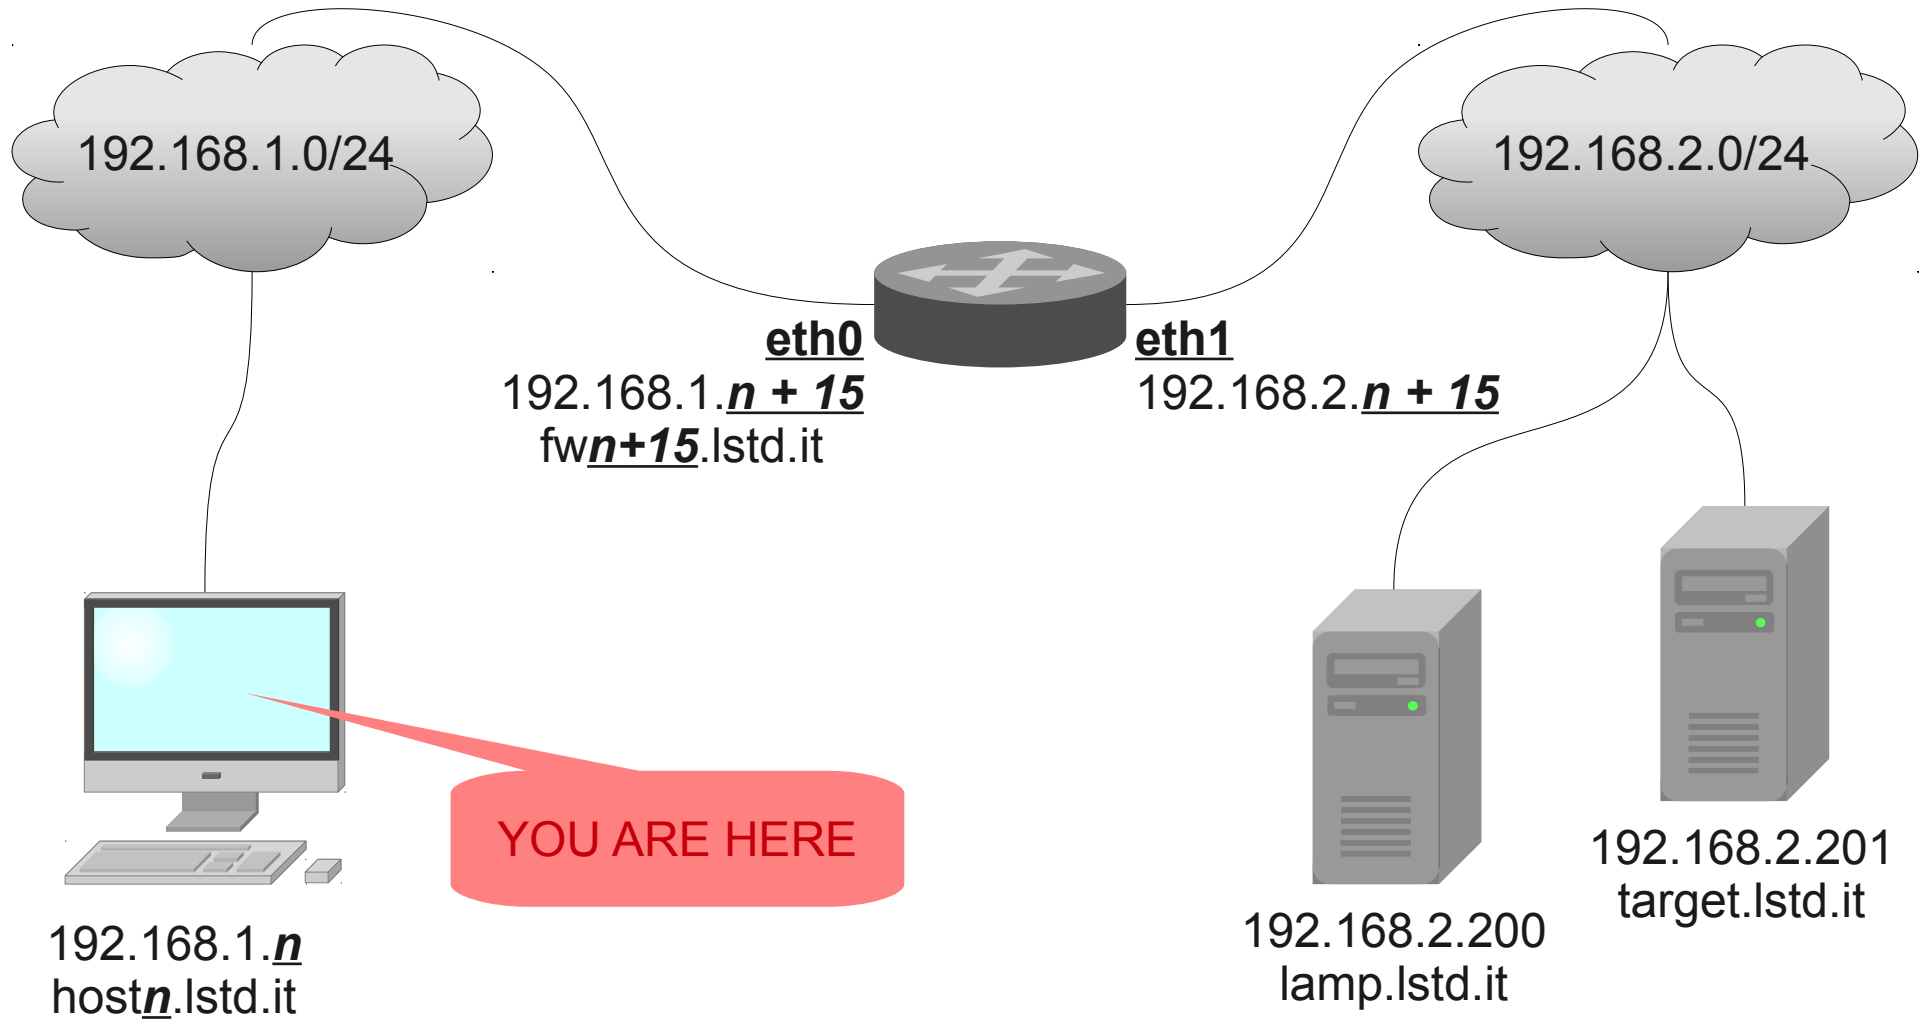 192.168.1.0/24
192.168.2.0/24
eth0
192.168.1.n + 15
fwn+15.lstd.it
eth1
192.168.2.n + 15
YOU ARE HERE
192.168.1.n
hostn.lstd.it
192.168.2.200
lamp.lstd.it
192.168.2.201
target.lstd.it